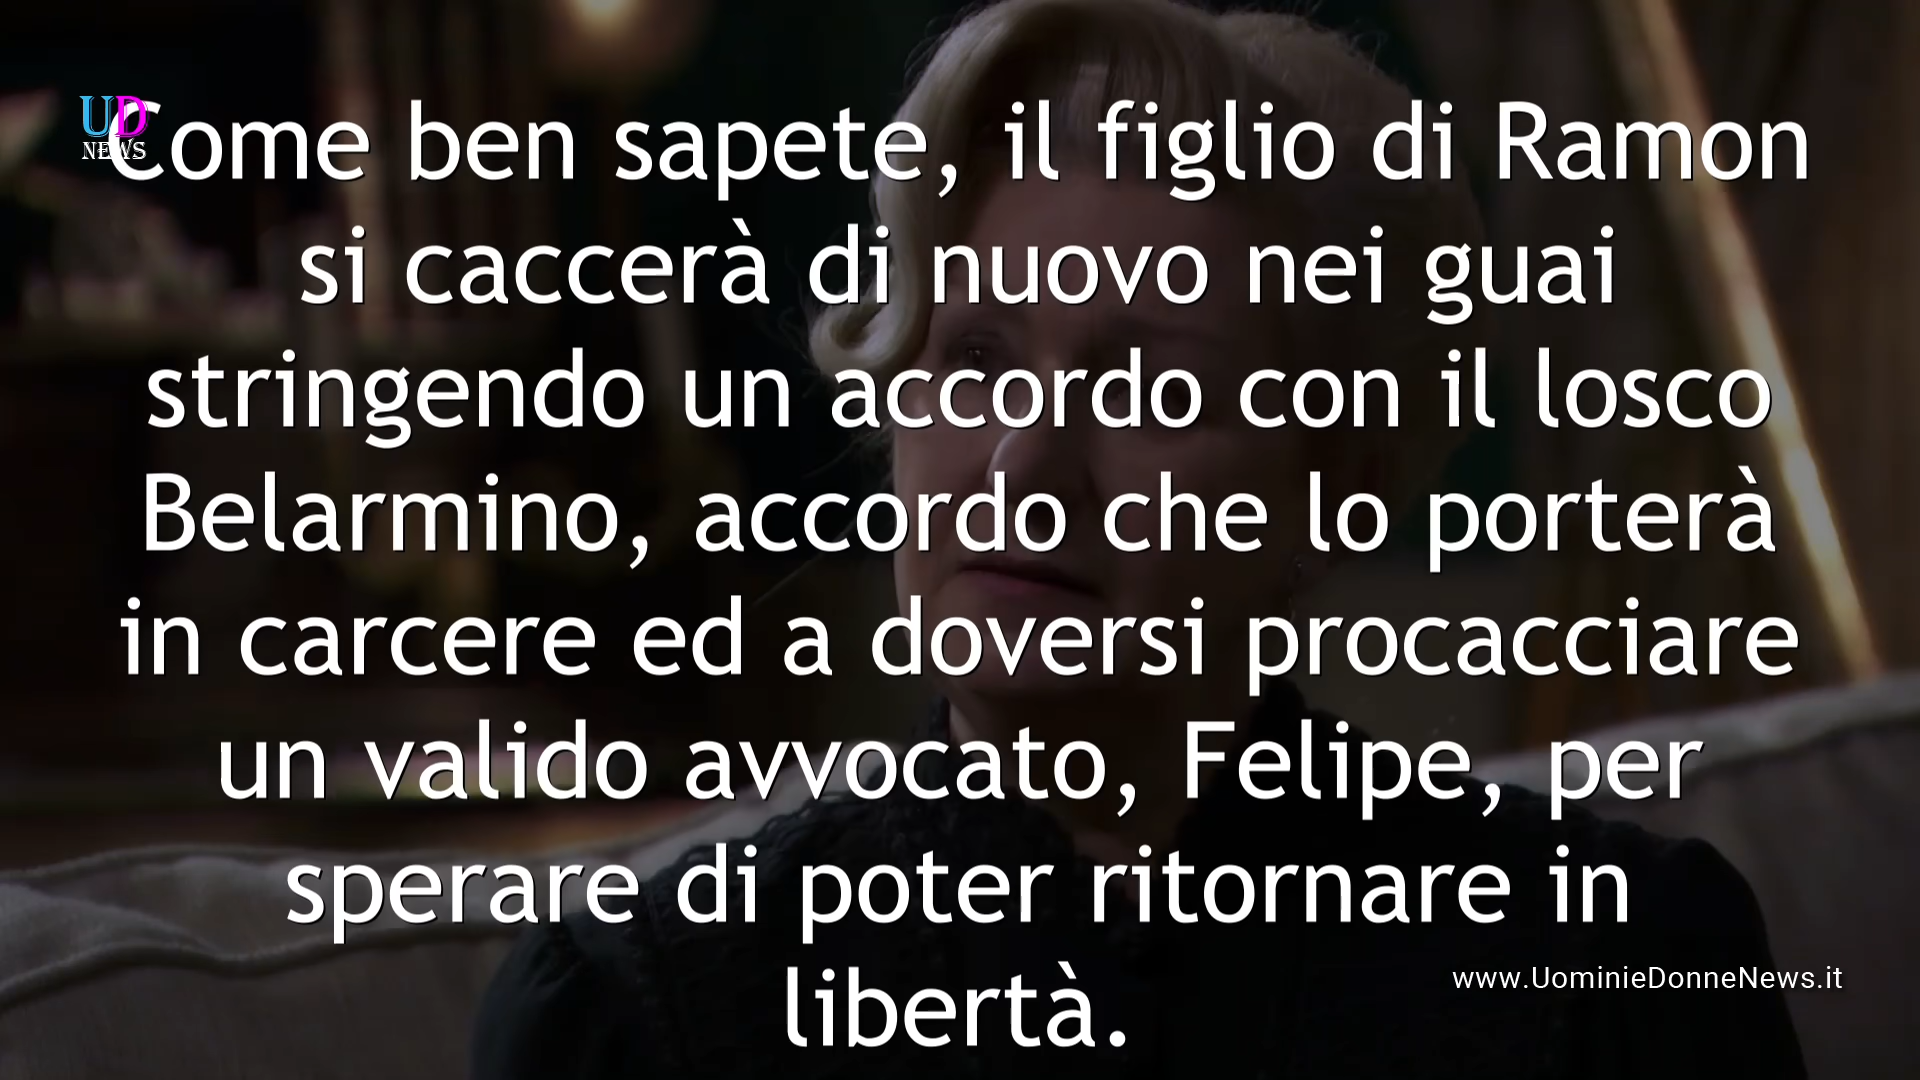 UD
NEWS
Come ben sapete, il figlio di Ramon
si caccerà di nuovo nei guai
stringendo un accordo con il losco
Belarmino, accordo che lo porterà
in carcere ed a doversi procacciare
un valido avvocato, Felipe, per
sperare di poter ritornare in
libertà.
www.UominieDonneNews.it